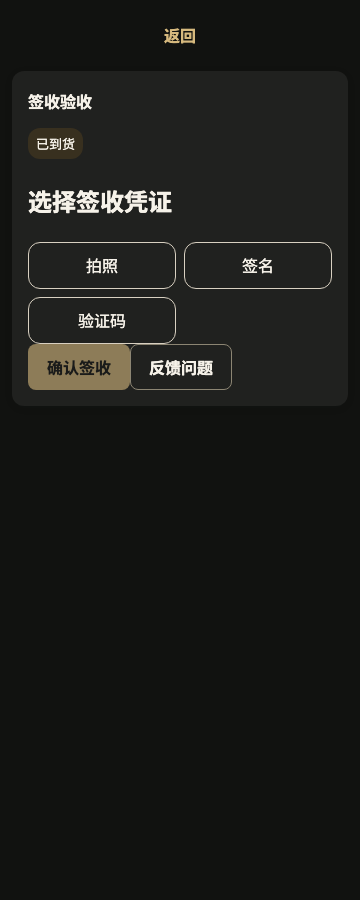 返回
签收验收
已到货
选择签收凭证
拍照 签名
验证码
确认签收 反馈问题